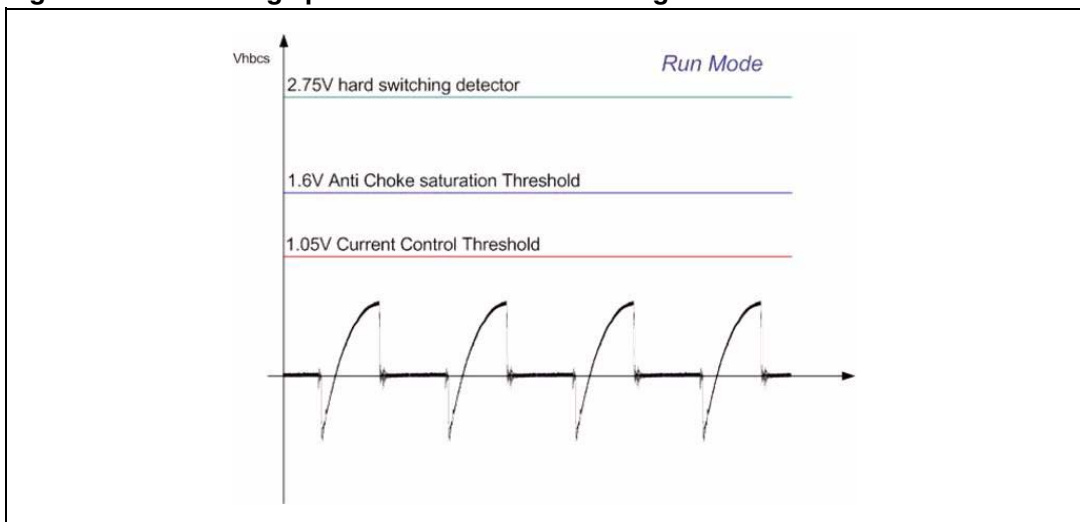 Vhbcs
Run Mode
2.75V hard switching detector
1.6V Anti Choke saturation Threshold
1.05V Current Control Threshold